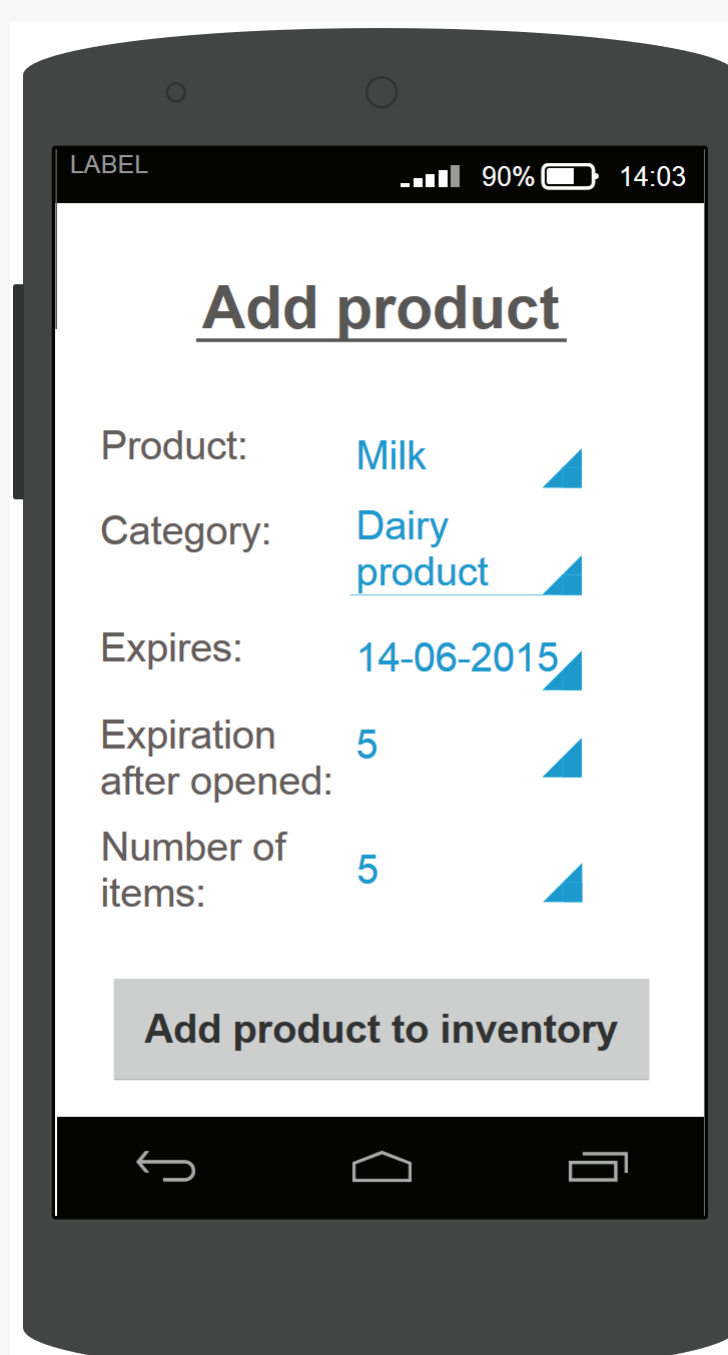 LABEL 90% 14:03
Add product
Product: Milk
Category: Dairy
product
Expires: 14-06-2015
Expiration 5
after opened:
Number of
items: 5
Add product to inventory